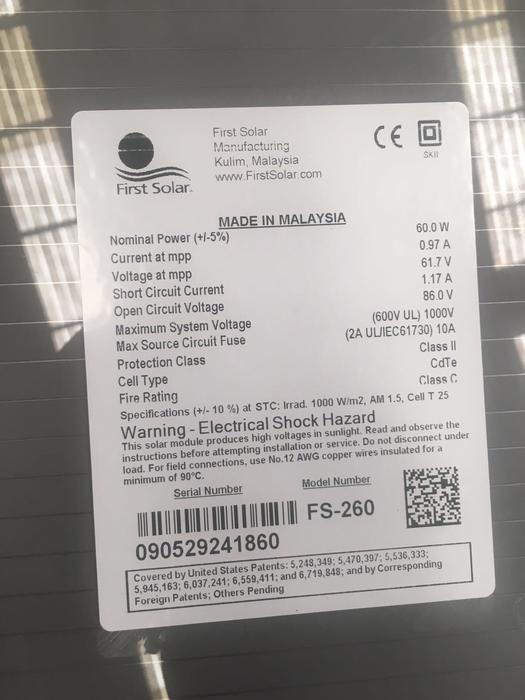 First Solar.
First Solar
Manufacturing
Kulim, Malaysia
www.FirstSolar.com
CE
SKII
MADE IN MALAYSIA
Nominal Power (+/-5%) 60.0 W
Current at mpp 0.97 A
Voltage at mpp 61.7 V
Short Circuit Current 1.17 A
Open Circuit Voltage 86.0 V
Maximum System Voltage (600V UL) 1000V
Max Source Circuit Fuse (2A UL/IEC61730) 10A
Protection Class Class II
Cell Type CdTe
Fire Rating Class C
Specifications (+/- 10 %) at STC: Irrad. 1000 W/m2, AM 1.5, Cell T 25
Warning - Electrical Shock Hazard
This solar module produces high voltages in sunlight. Read and observe the
instructions before attempting installation or service. Do not disconnect under
load. For field connections, use No.12 AWG copper wires insulated for a
minimum of 90°C.
Serial Number
Model Number
FS-260
090529241860
Covered by United States Patents: 5,248,349; 5,470,397; 5,536,333;
5,945,163; 6,037,241; 6,559,411; and 6,719,848; and by Corresponding
Foreign Patents; Others Pending